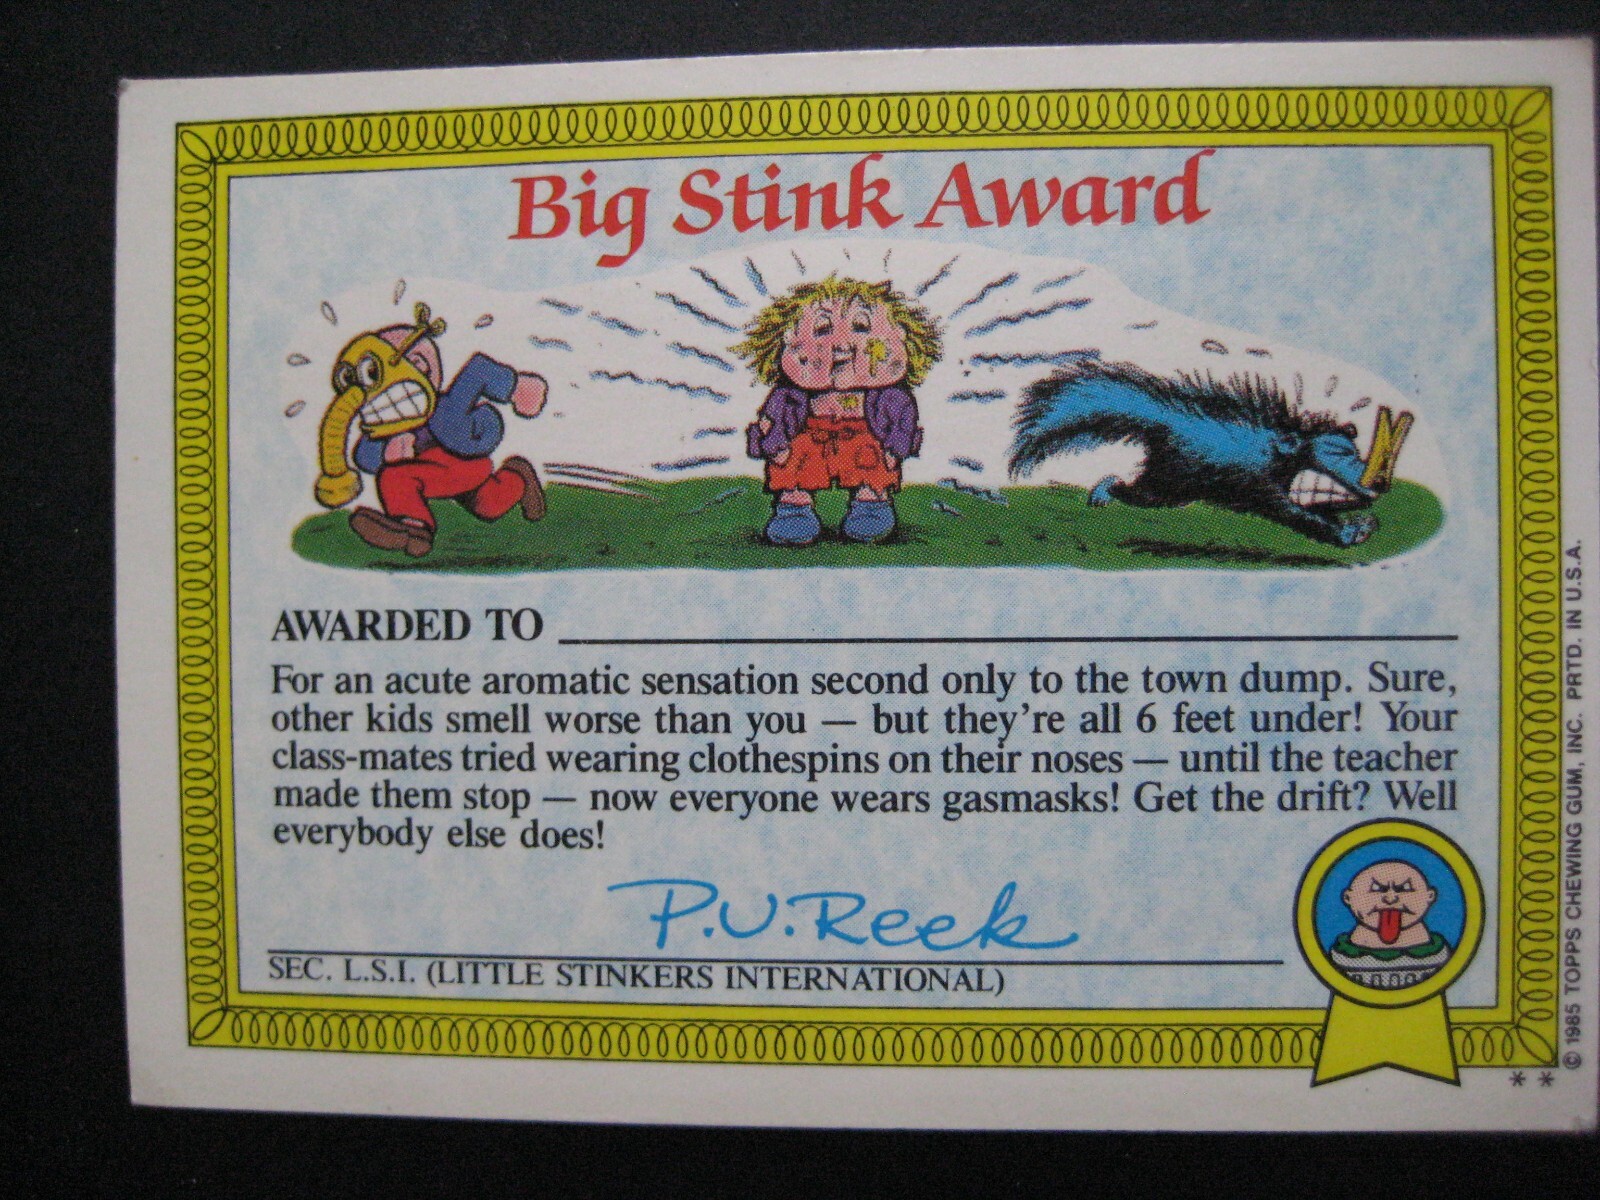 Big Stink Award
AWARDED TO
For an acute aromatic sensation second only to the town dump. Sure,
other kids smell worse than you — but they're all 6 feet under! Your
class-mates tried wearing clothespins on their noses — until the teacher
made them stop — now everyone wears gasmasks! Get the drift? Well
everybody else does!
P.U. Reek
SEC. L.S.I. (LITTLE STINKERS INTERNATIONAL)
* *
© 1985 TOPPS CHEWING GUM, INC. PRTD. IN U.S.A.